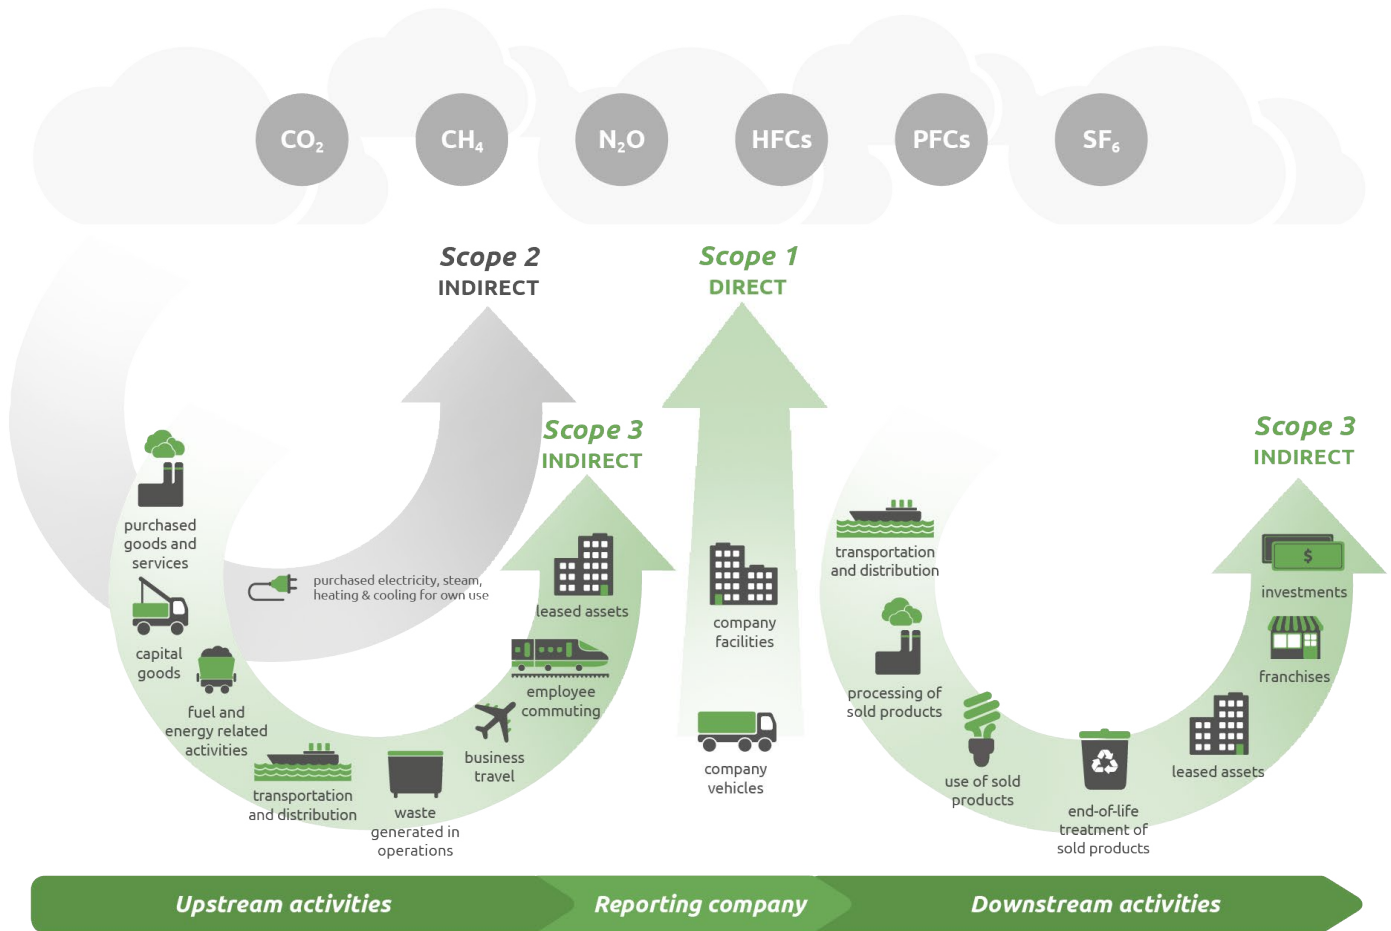 CO₂
CH₄
N₂O
HFCs
PFCs
SF₆
Scope 2
INDIRECT
Scope 1
DIRECT
Scope 3
INDIRECT
Scope 3
INDIRECT
purchased
goods and
services
capital
goods
fuel and
energy related
activities
transportation
and distribution
waste
generated in
operations
business
travel
employee
commuting
leased assets
purchased electricity, steam,
heating & cooling for own use
company
facilities
company
vehicles
transportation
and distribution
processing of
sold products
use of sold
products
end-of-life
treatment of
sold products
leased assets
franchises
$
investments
Upstream activities
Reporting company
Downstream activities